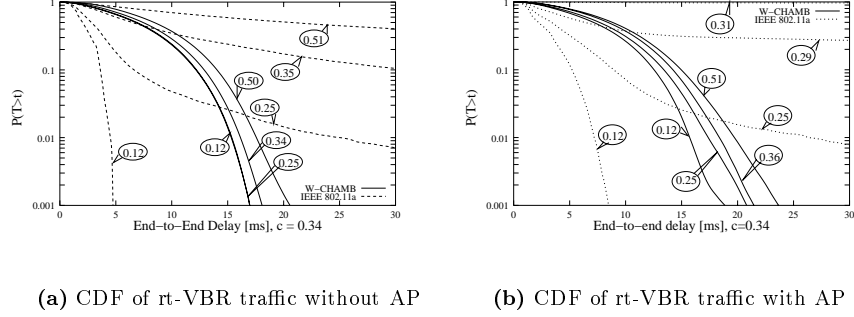 1
0.1
0.01
0.001
P(T>t)
0 5 10 15 20 25 30
End-to-End Delay [ms], c = 0.34
W-CHAMB
IEEE 802.11a
0.51
0.35
0.50
0.25
0.12
0.34
0.12
0.25
(a) CDF of rt-VBR traffic without AP
1
0.1
0.01
0.001
P(T>t)
0 5 10 15 20 25 30
End-to-end delay [ms], c=0.34
W-CHAMB
IEEE 802.11a
0.31
0.29
0.51
0.25
0.12
0.12
0.36
0.25
(b) CDF of rt-VBR traffic with AP